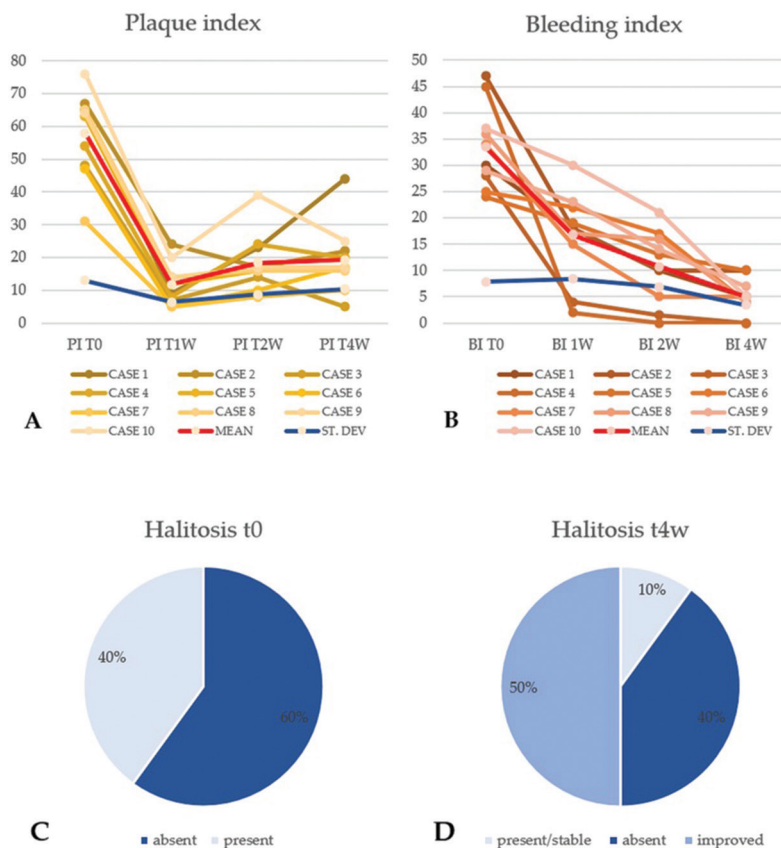 Plaque index
80
70
60
50
40
30
20
10
0
PI T0 PI T1W PI T2W PI T4W
CASE 1 CASE 2 CASE 3
CASE 4 CASE 5 CASE 6
CASE 7 CASE 8 CASE 9
CASE 10 MEAN ST. DEV
A
Bleeding index
50
45
40
35
30
25
20
15
10
5
0
BI T0 BI 1W BI 2W BI 4W
CASE 1 CASE 2 CASE 3
CASE 4 CASE 5 CASE 6
CASE 7 CASE 8 CASE 9
CASE 10 MEAN ST. DEV
B
Halitosis t0
40%
60%
absent present
C
Halitosis t4w
10%
50%
40%
present/stable absent improved
D